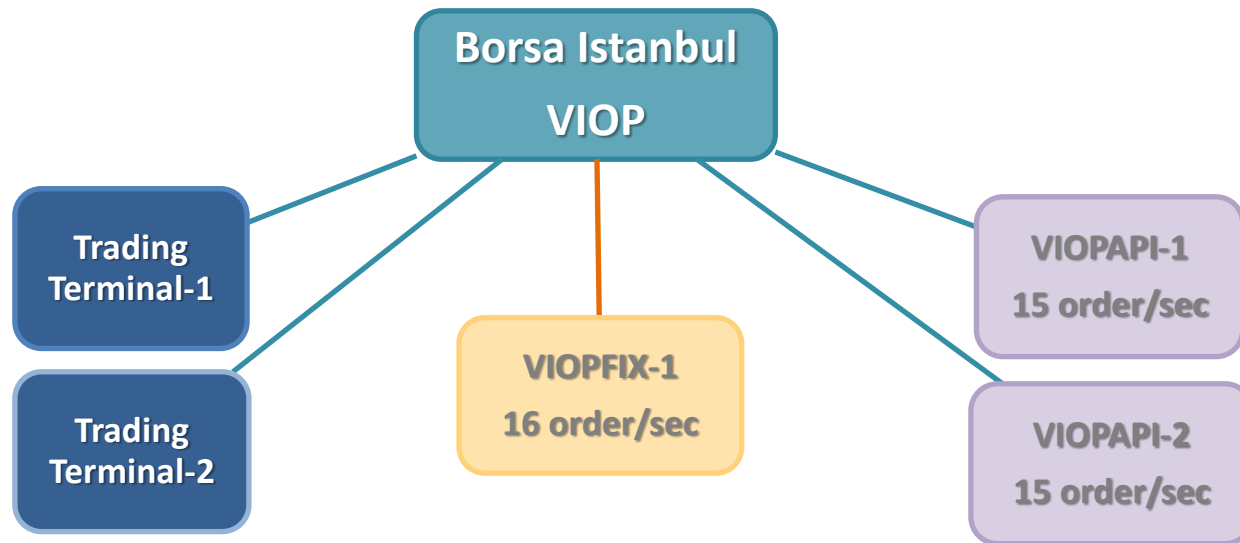 Borsa Istanbul
VIOP
Trading
Terminal-1
Trading
Terminal-2
VIOPFIX-1
16 order/sec
VIOPAPI-1
15 order/sec
VIOPAPI-2
15 order/sec